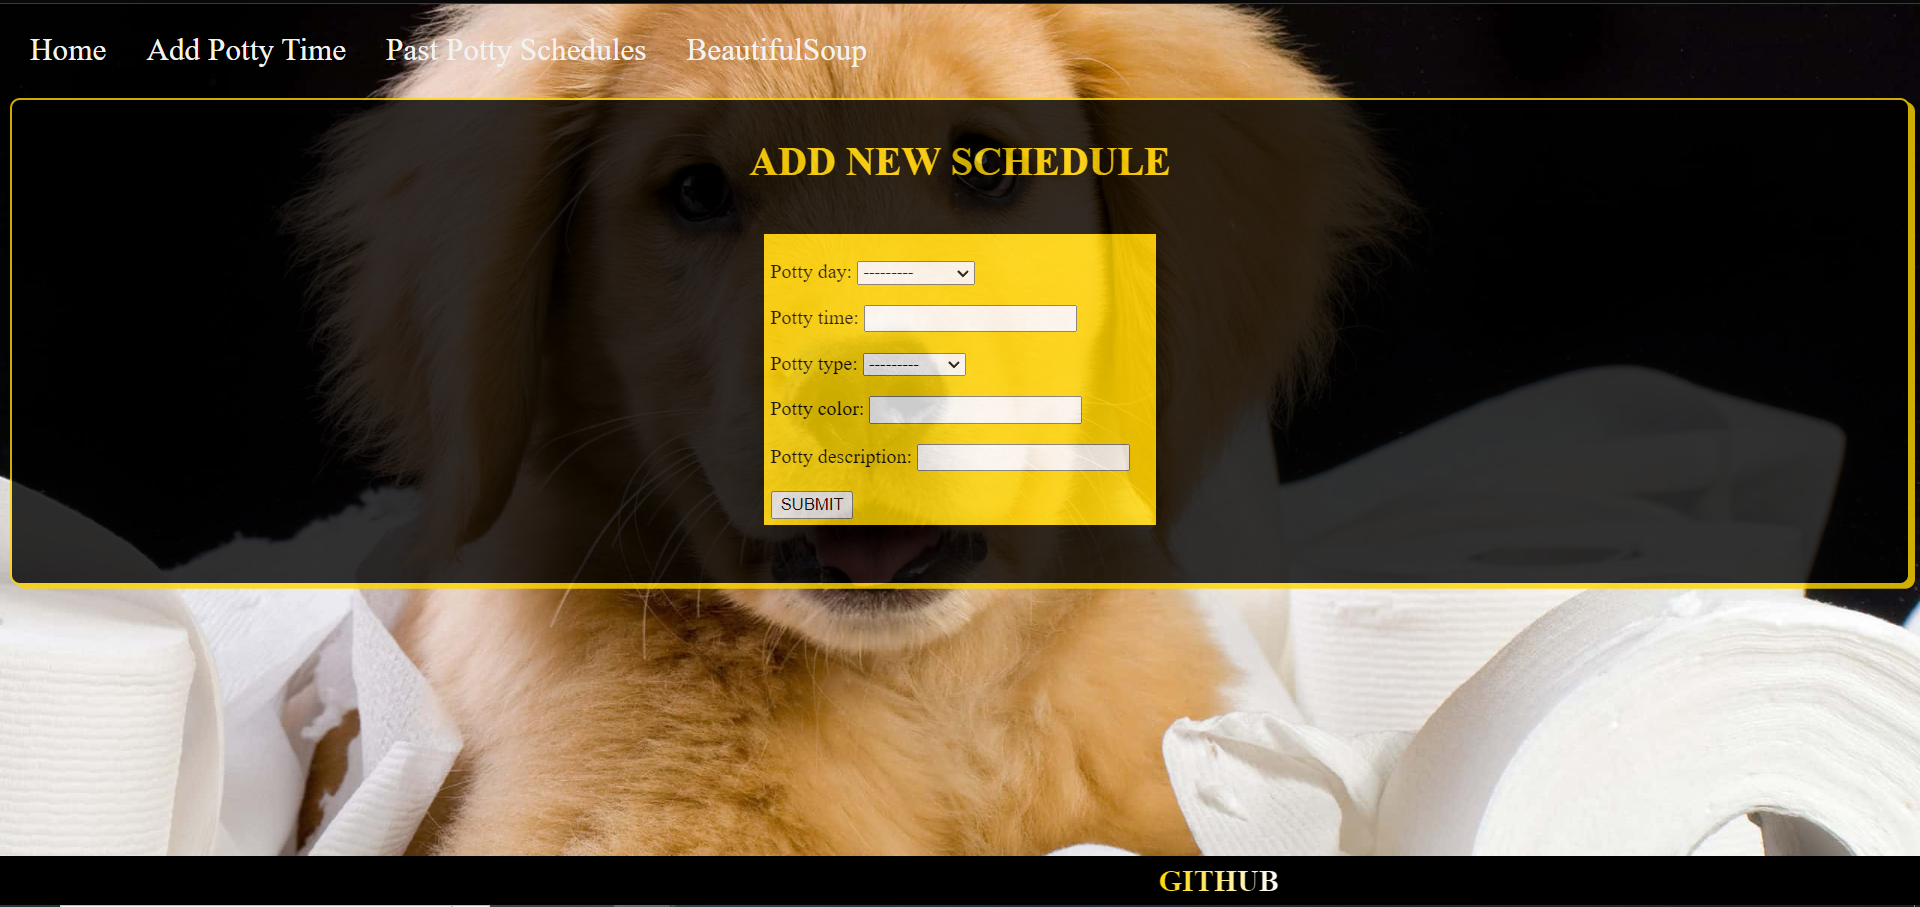 Home Add Potty Time Past Potty Schedules BeautifulSoup
ADD NEW SCHEDULE
Potty day: ---------
Potty time:
Potty type: ---------
Potty color:
Potty description:
SUBMIT
GITHUB